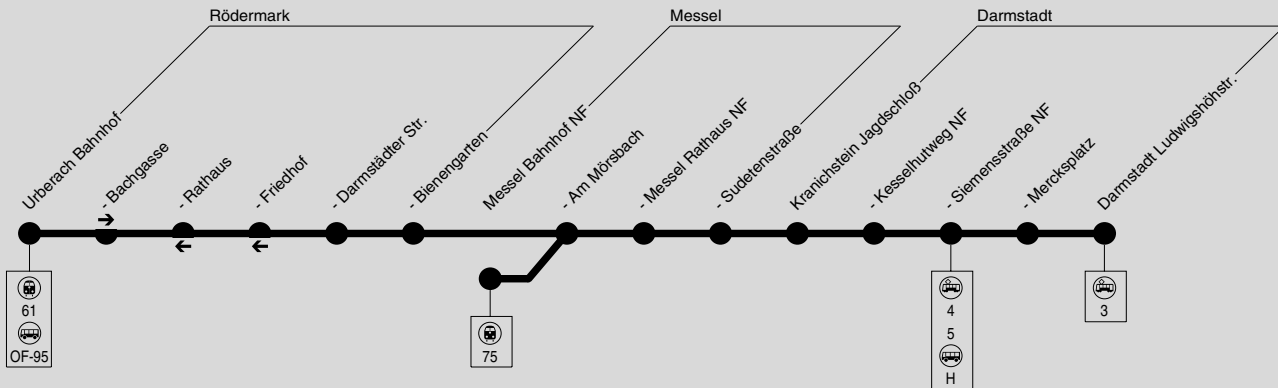 Rödermark
Messel
Darmstadt
Urberach Bahnhof
- Bachgasse
- Rathaus
- Friedhof
- Darmstädter Str.
- Bienengarten
Messel Bahnhof NF
- Am Mörsbach
- Messel Rathaus NF
- Sudetenstraße
Kranichstein Jagdschloß
- Kesselhutweg NF
- Siemensstraße NF
- Mercksplatz
Darmstadt Ludwigshöhstr.
61
OF-95
75
4
5
H
3